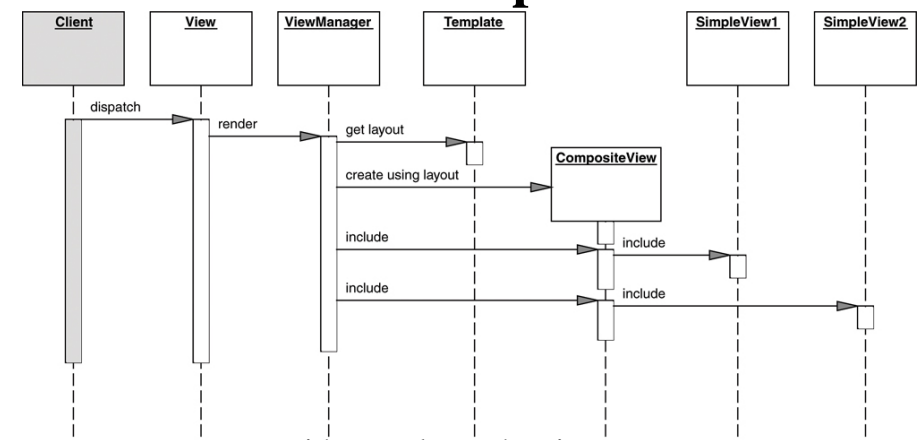 Client
View
ViewManager
Template
SimpleView1
SimpleView2
dispatch
render
get layout
CompositeView
create using layout
include
include
include
include